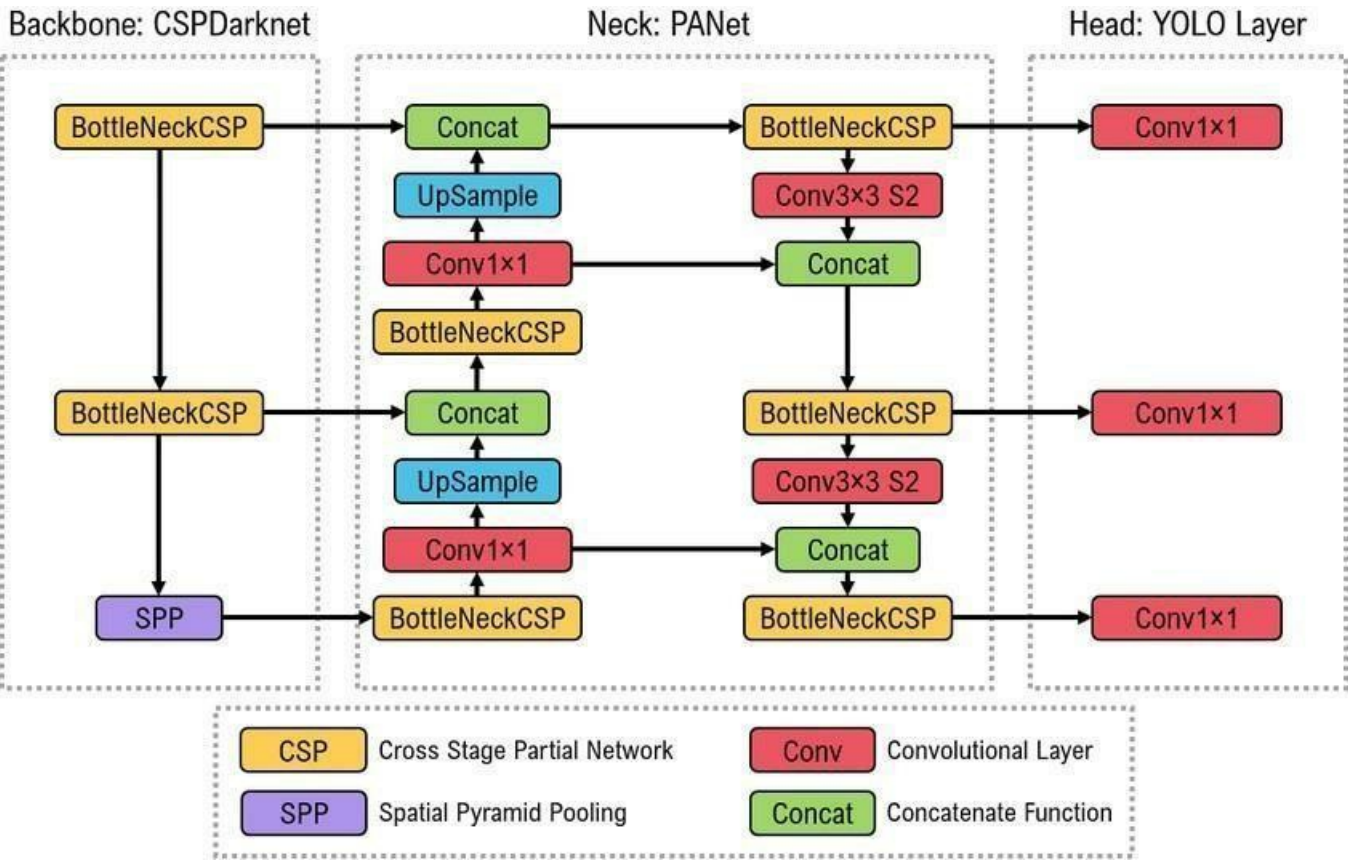 Backbone: CSPDarknet
Neck: PANet
Head: YOLO Layer
BottleNeckCSP
Concat
BottleNeckCSP
Conv1×1
UpSample
Conv3×3 S2
Conv1×1
Concat
BottleNeckCSP
BottleNeckCSP
Concat
BottleNeckCSP
Conv1×1
UpSample
Conv3×3 S2
Conv1×1
Concat
SPP
BottleNeckCSP
BottleNeckCSP
Conv1×1
CSP Cross Stage Partial Network
Conv Convolutional Layer
SPP Spatial Pyramid Pooling
Concat Concatenate Function